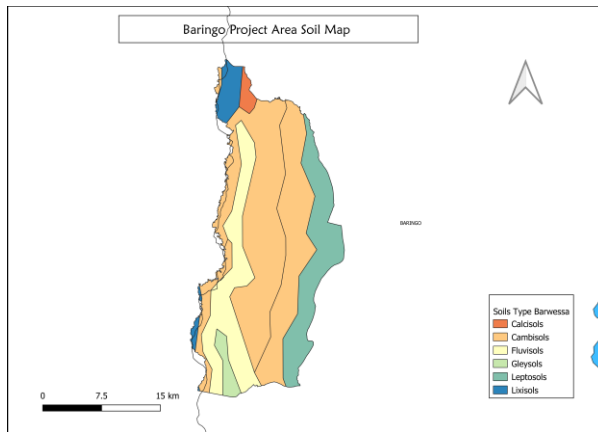 Baringo Project Area Soil Map
BARINGO
Soils Type Barwessa
Calcisols
Cambisols
Fluvisols
Gleysols
Leptosols
Lixisols
0 7.5 15 km